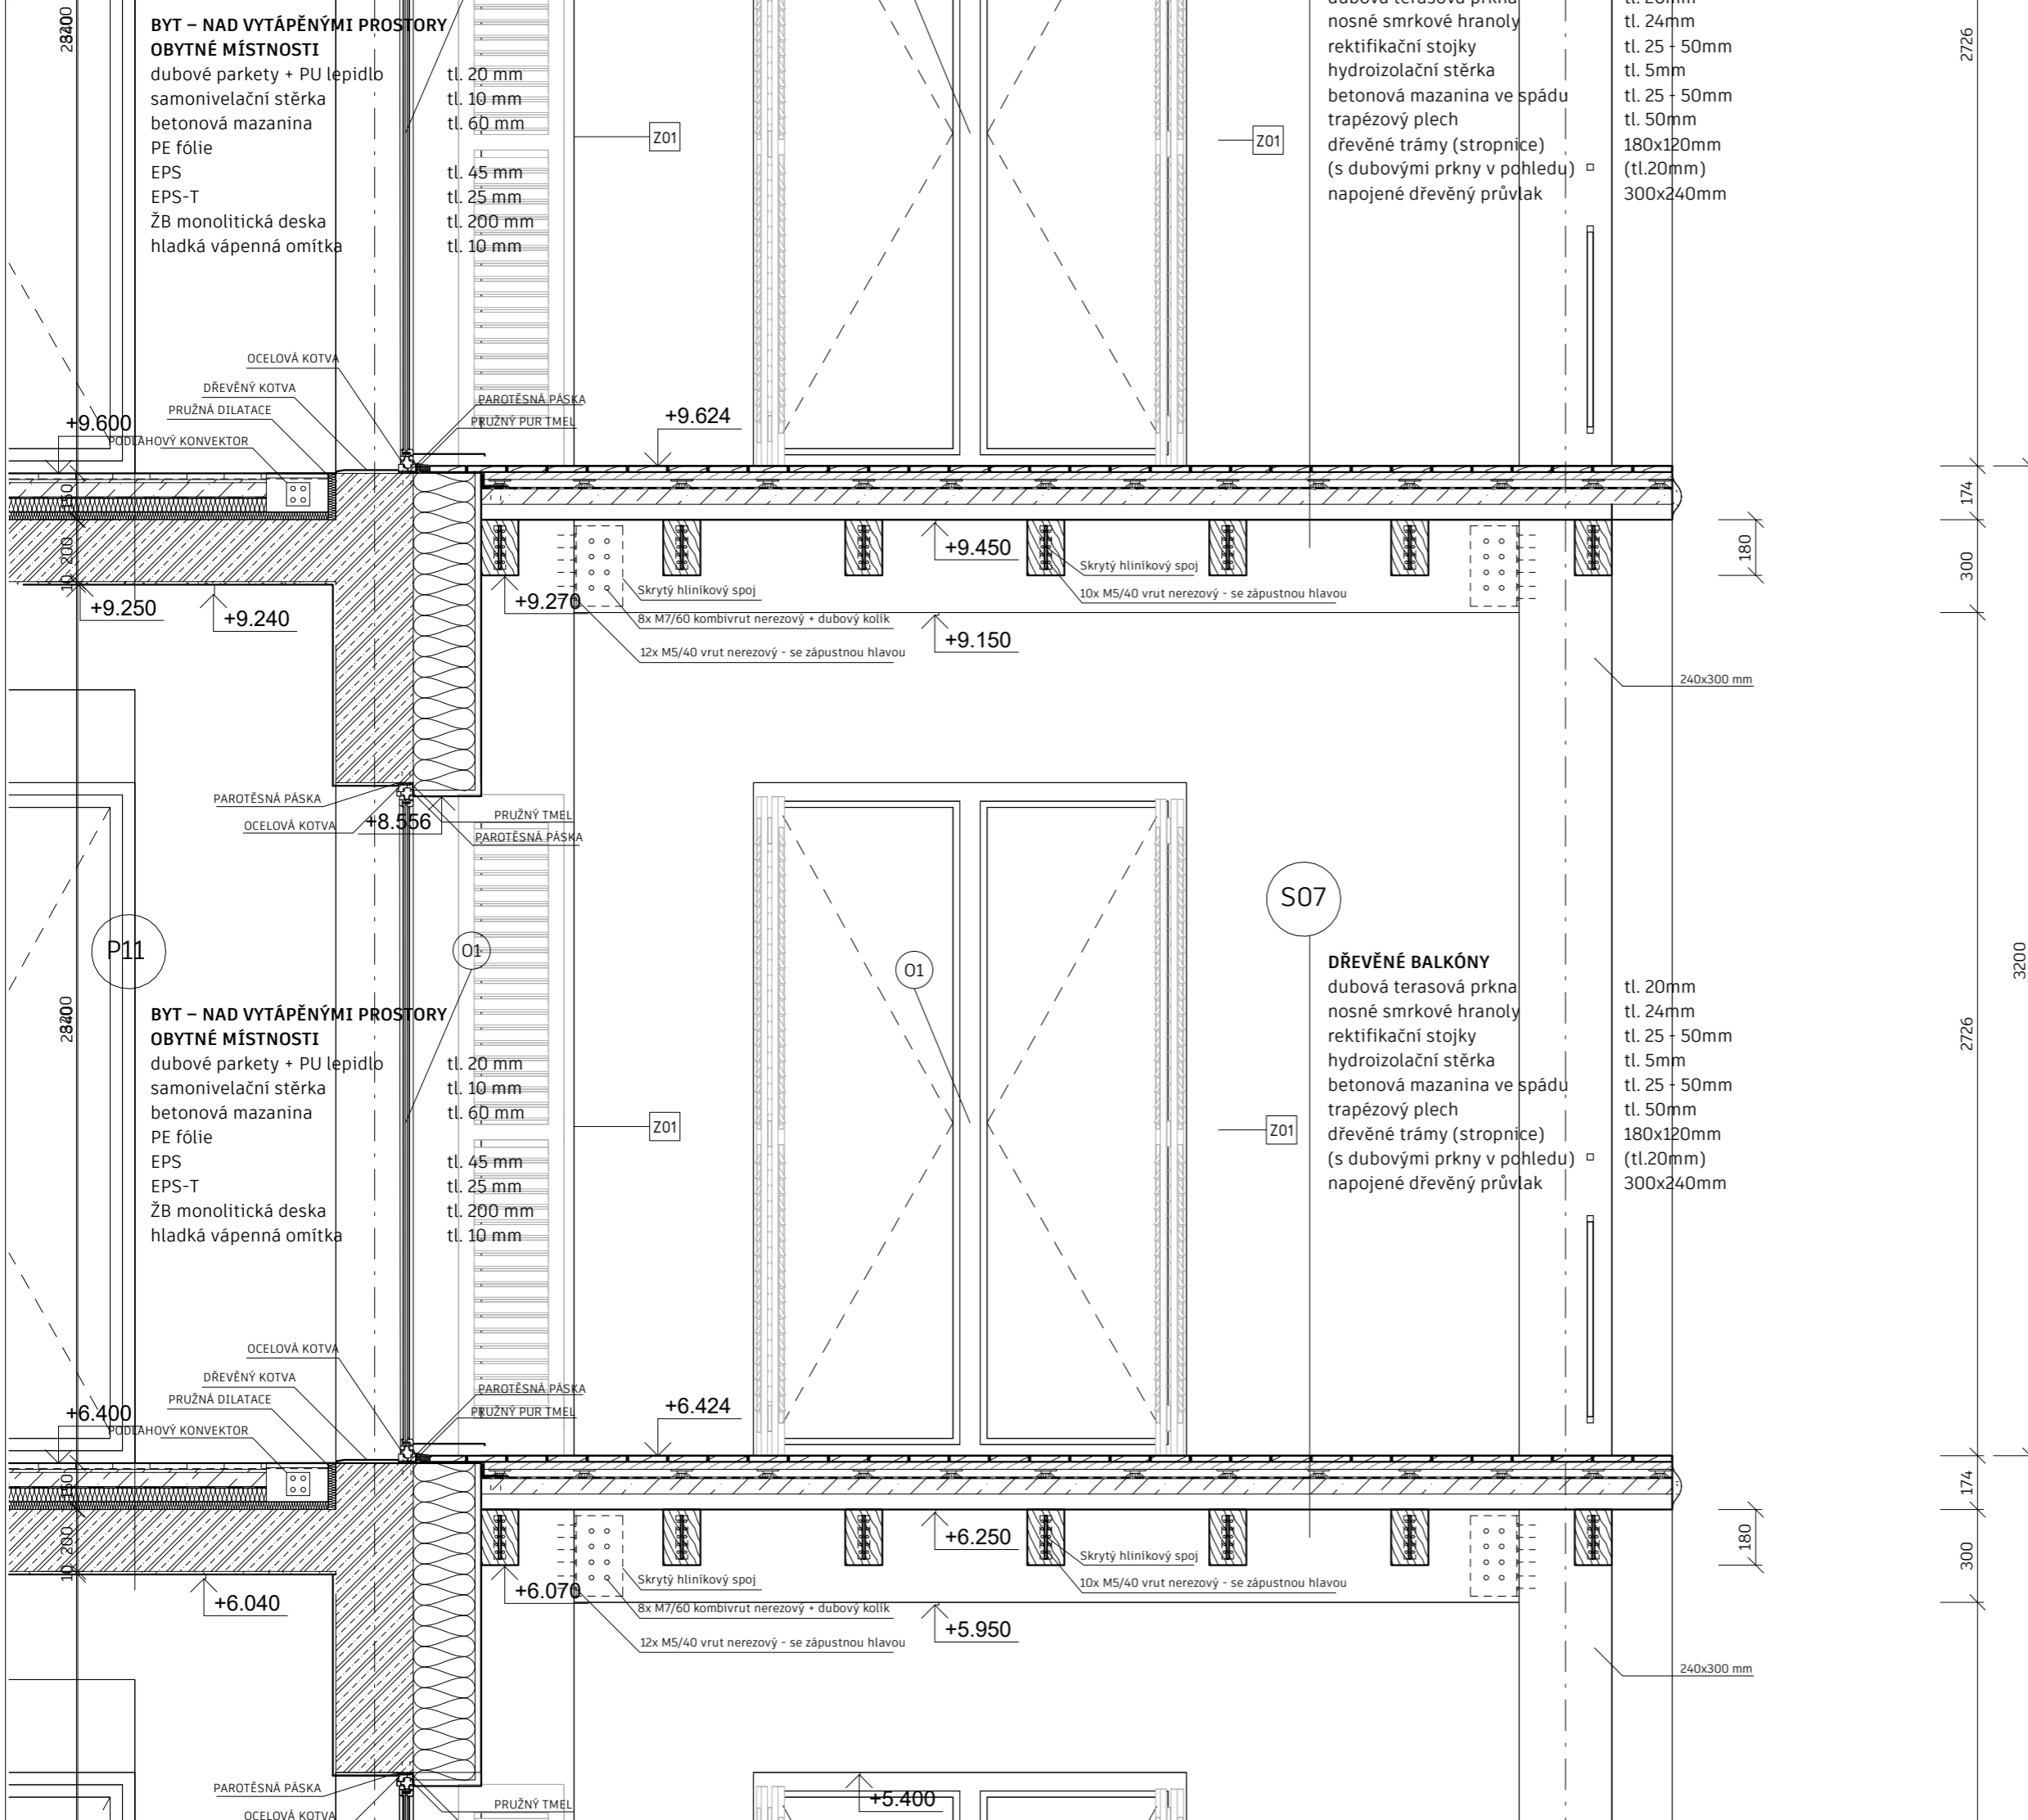 BYT – NAD VYTÁPĚNÝMI PROSTORY
OBYTNÉ MÍSTNOSTI
dubové parkety + PU lepidlo tl. 20 mm
samonivelační stěrka tl. 10 mm
betonová mazanina tl. 60 mm
PE fólie
EPS tl. 45 mm
EPS-T tl. 25 mm
ŽB monolitická deska tl. 200 mm
hladká vápenná omítka tl. 10 mm
nosné smrkové hranoly tl. 24mm
rektifikační stojky tl. 25 - 50mm
hydroizolační stěrka tl. 5mm
betonová mazanina ve spádu tl. 25 - 50mm
trapézový plech tl. 50mm
dřevěné trámy (stropnice) 180x120mm
(s dubovými prkny v pohledu) (tl.20mm)
napojené dřevěný průvlak 300x240mm
Z01
Z01
2726
OCELOVÁ KOTVA
DŘEVĚNÝ KOTVA
PRUŽNÁ DILATACE
PODLAHOVÝ KONVEKTOR
PAROTĚSNÁ PÁSKA
PRUŽNÝ PUR TMEL
+9.600
+9.624
150
200
10
+9.250
+9.240
+9.270
+9.450
+9.150
Skrytý hliníkový spoj
8x M7/60 kombivrut nerezový + dubový kolík
12x M5/40 vrut nerezový - se zápustnou hlavou
Skrytý hliníkový spoj
10x M5/40 vrut nerezový - se zápustnou hlavou
180
174
300
240x300 mm
PAROTĚSNÁ PÁSKA
OCELOVÁ KOTVA
+8.556
PRUŽNÝ TMEL
PAROTĚSNÁ PÁSKA
P11
O1
O1
S07
3200
BYT – NAD VYTÁPĚNÝMI PROSTORY
OBYTNÉ MÍSTNOSTI
dubové parkety + PU lepidlo tl. 20 mm
samonivelační stěrka tl. 10 mm
betonová mazanina tl. 60 mm
PE fólie
EPS tl. 45 mm
EPS-T tl. 25 mm
ŽB monolitická deska tl. 200 mm
hladká vápenná omítka tl. 10 mm
DŘEVĚNÉ BALKÓNY
dubová terasová prkna tl. 20mm
nosné smrkové hranoly tl. 24mm
rektifikační stojky tl. 25 - 50mm
hydroizolační stěrka tl. 5mm
betonová mazanina ve spádu tl. 25 - 50mm
trapézový plech tl. 50mm
dřevěné trámy (stropnice) 180x120mm
(s dubovými prkny v pohledu) (tl.20mm)
napojené dřevěný průvlak 300x240mm
Z01
Z01
2726
OCELOVÁ KOTVA
DŘEVĚNÝ KOTVA
PRUŽNÁ DILATACE
PODLAHOVÝ KONVEKTOR
PAROTĚSNÁ PÁSKA
PRUŽNÝ PUR TMEL
+6.400
+6.424
150
200
10
+6.040
+6.070
+6.250
+5.950
Skrytý hliníkový spoj
8x M7/60 kombivrut nerezový + dubový kolík
12x M5/40 vrut nerezový - se zápustnou hlavou
Skrytý hliníkový spoj
10x M5/40 vrut nerezový - se zápustnou hlavou
180
174
300
240x300 mm
PAROTĚSNÁ PÁSKA
OCELOVÁ KOTVA
PRUŽNÝ TMEL
+5.400